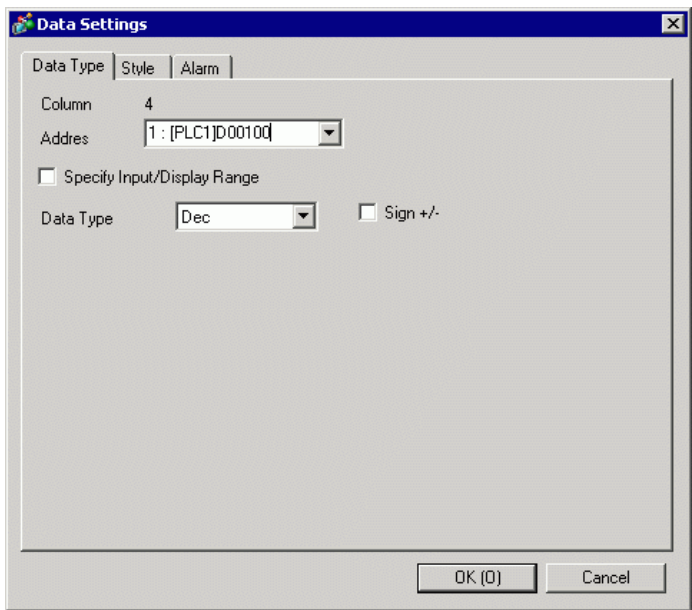 Data Settings
Data Type Style Alarm
Column 4
Addres 1 : [PLC1]D00100
Specify Input/Display Range
Data Type Dec Sign +/-
OK (O) Cancel